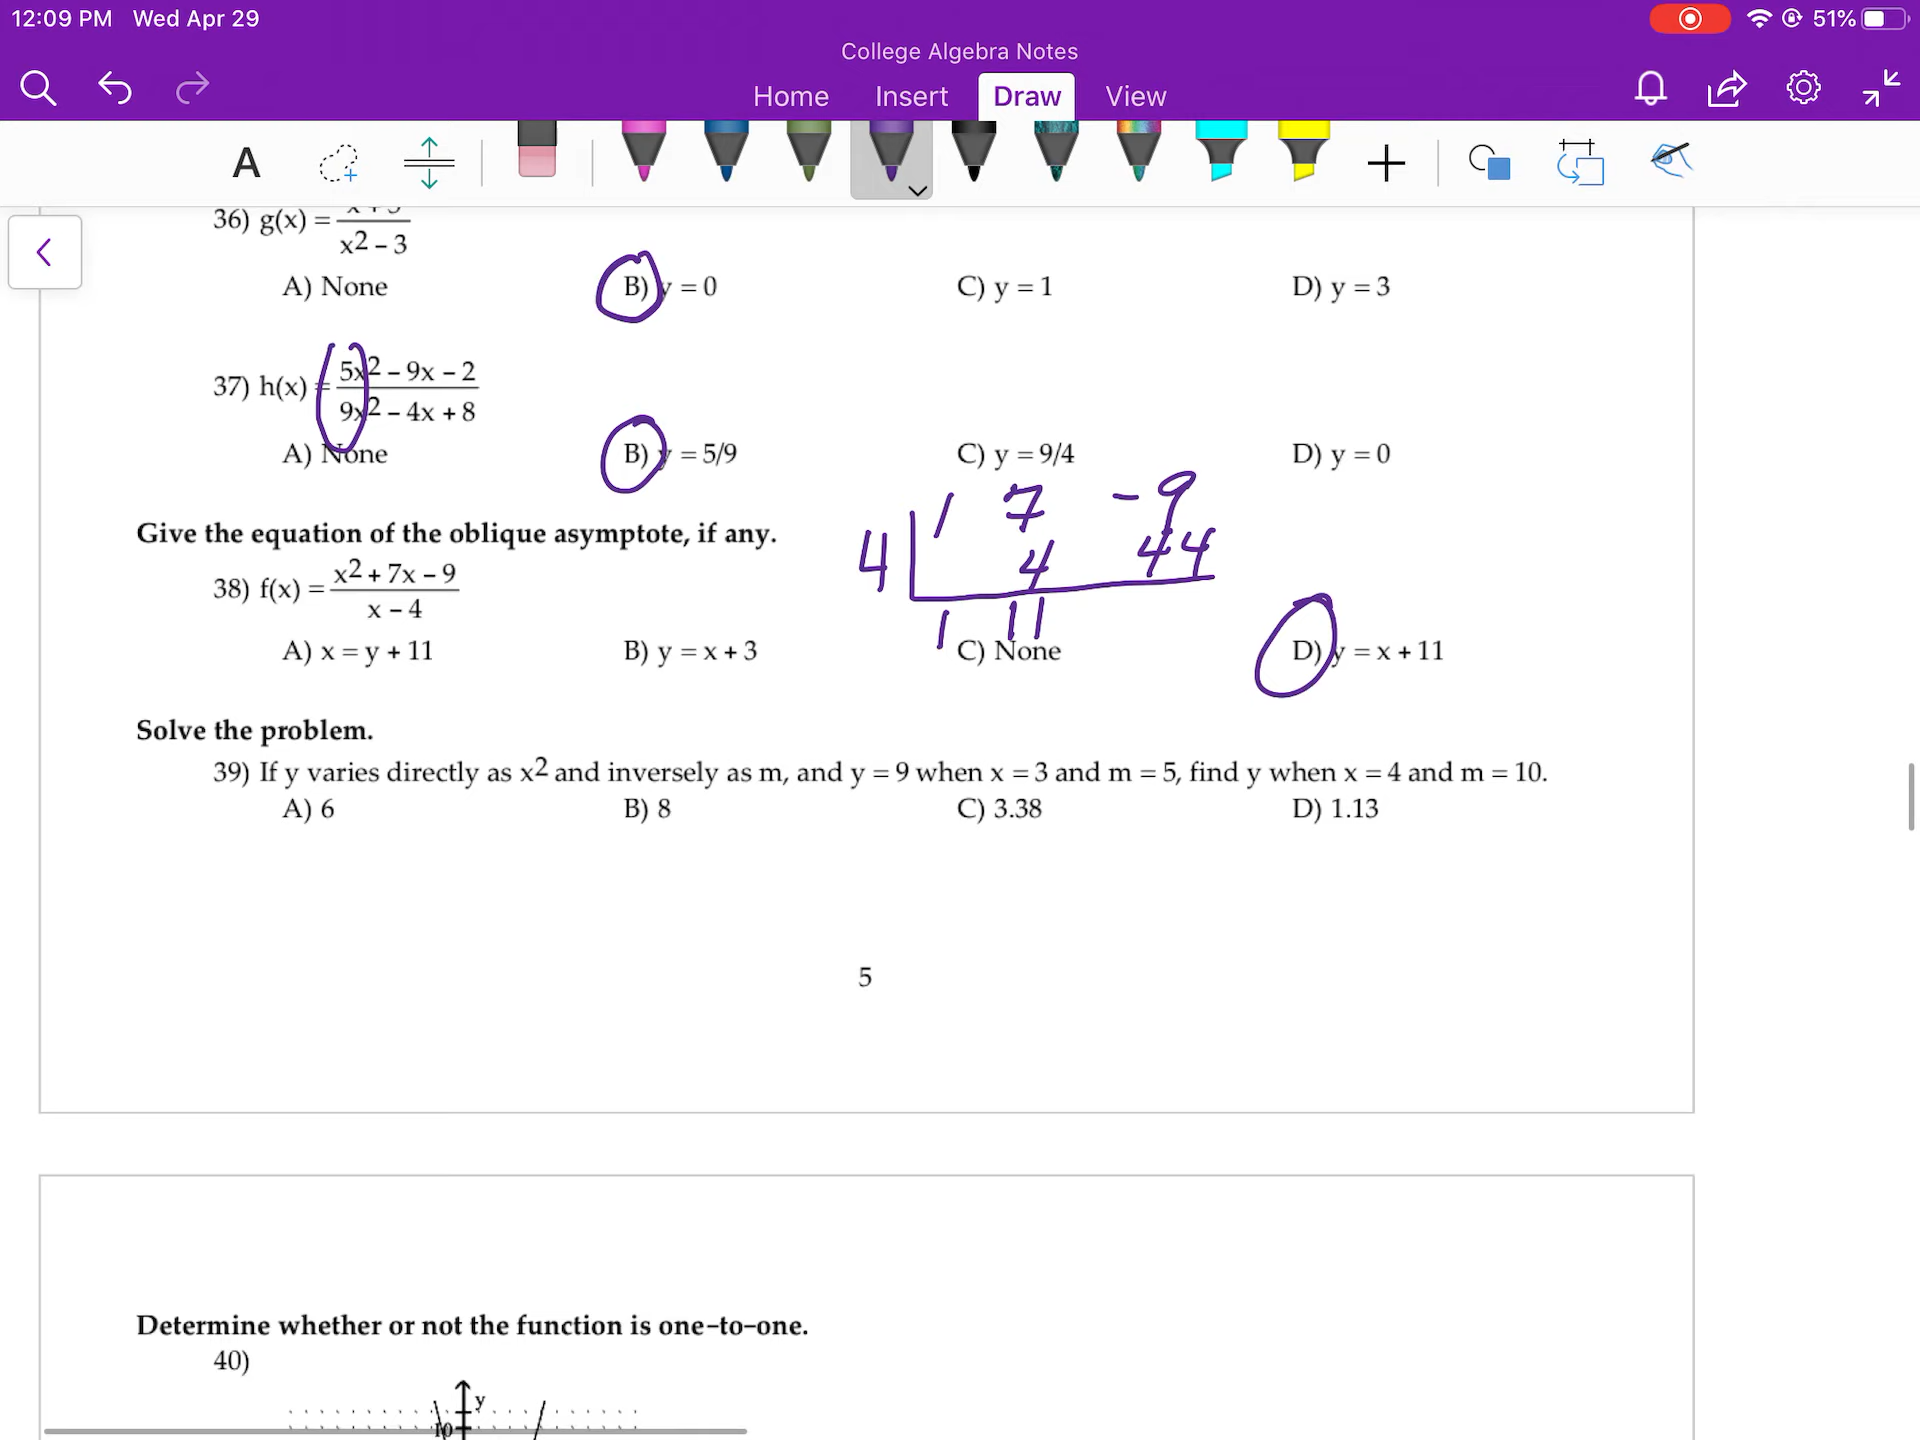 12:09 PM Wed Apr 29
51%
College Algebra Notes
Home Insert Draw View
A
36) g(x) = x + 3 / x2 – 3
A) None B) y = 0 C) y = 1 D) y = 3
37) h(x) = 5x2 – 9x – 2 / 9x2 – 4x + 8
A) None B) y = 5/9 C) y = 9/4 D) y = 0
1 7 -9
4 4 44
1 11
Give the equation of the oblique asymptote, if any.
38) f(x) = x2 + 7x – 9 / x – 4
A) x = y + 11 B) y = x + 3 C) None D) y = x + 11
Solve the problem.
39) If y varies directly as x2 and inversely as m, and y = 9 when x = 3 and m = 5, find y when x = 4 and m = 10.
A) 6 B) 8 C) 3.38 D) 1.13
5
Determine whether or not the function is one-to-one.
40)
y
10